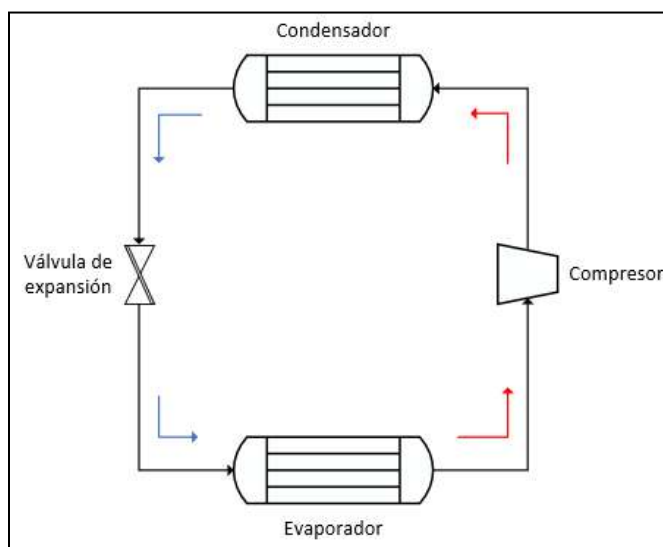 Condensador
Válvula de
expansión
Compresor
Evaporador